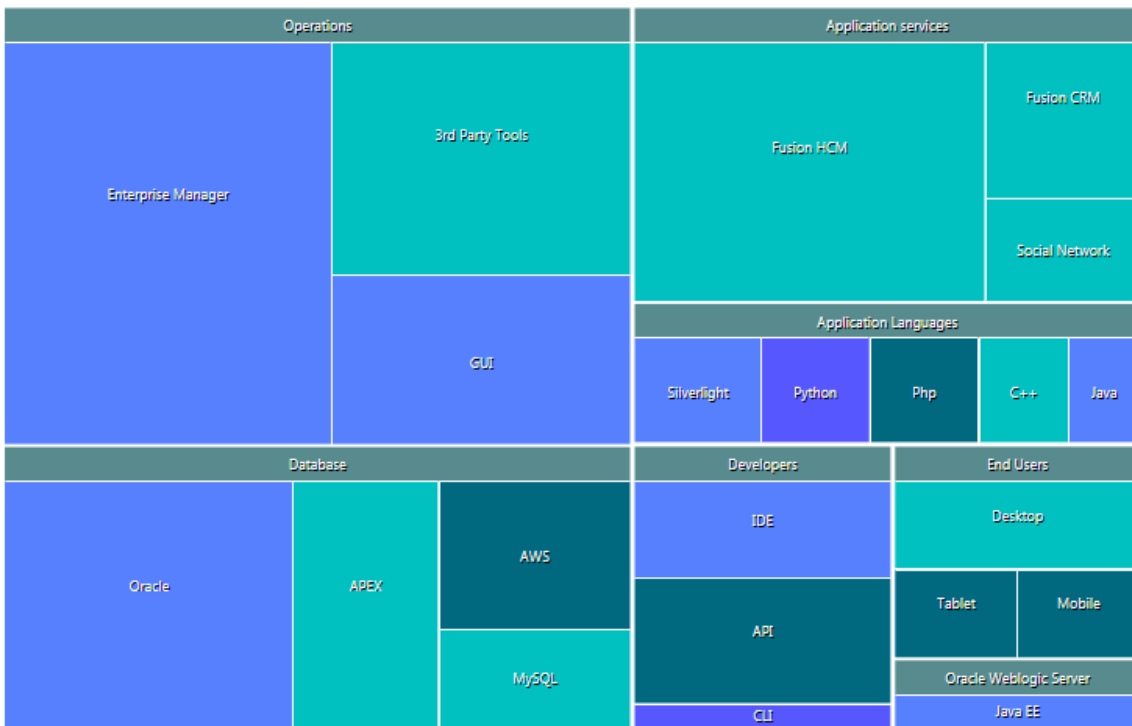 Operations
Enterprise Manager
3rd Party Tools
GUI
Application services
Fusion HCM
Fusion CRM
Social Network
Application Languages
Silverlight
Python
Php
C++
Java
Database
Oracle
APEX
AWS
MySQL
Developers
IDE
API
CLI
End Users
Desktop
Tablet
Mobile
Oracle Weblogic Server
Java EE